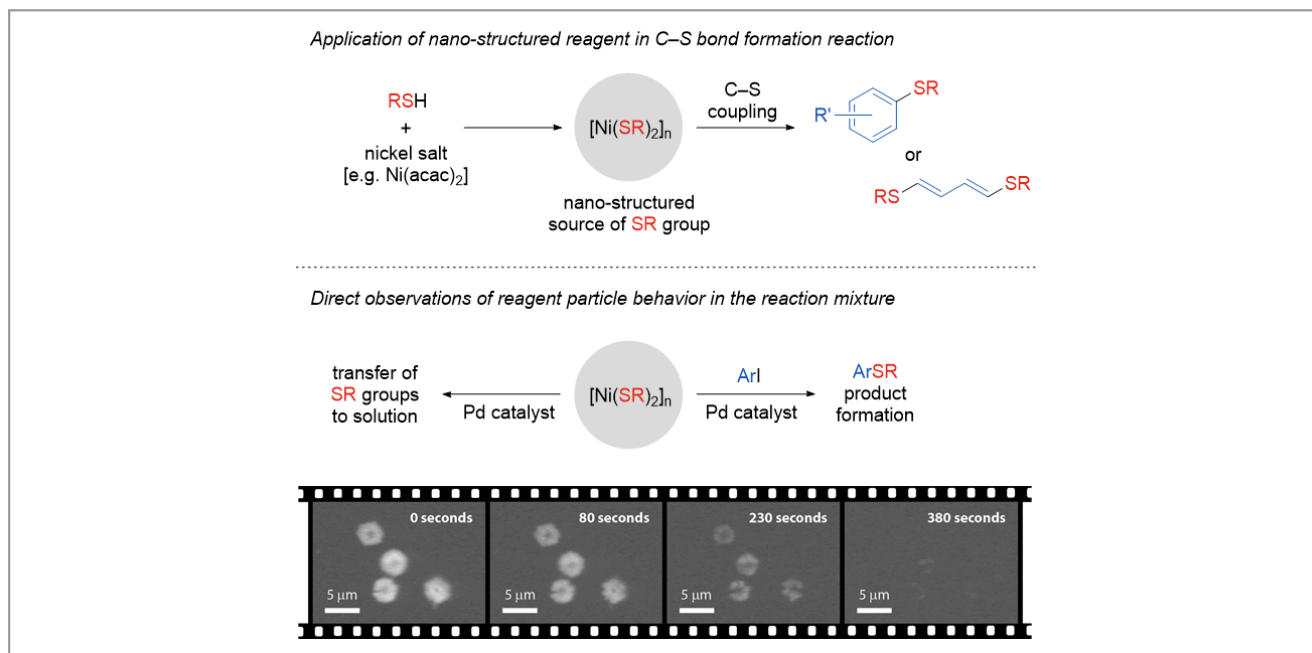 Application of nano-structured reagent in C–S bond formation reaction
RSH
+
nickel salt
[e.g. Ni(acac)2]
[Ni(SR)2]n
nano-structured
source of SR group
C–S
coupling
R'
SR
or
RS
SR
Direct observations of reagent particle behavior in the reaction mixture
transfer of
SR groups
to solution
Pd catalyst
[Ni(SR)2]n
ArI
Pd catalyst
ArSR
product
formation
0 seconds
5 μm
80 seconds
5 μm
230 seconds
5 μm
380 seconds
5 μm